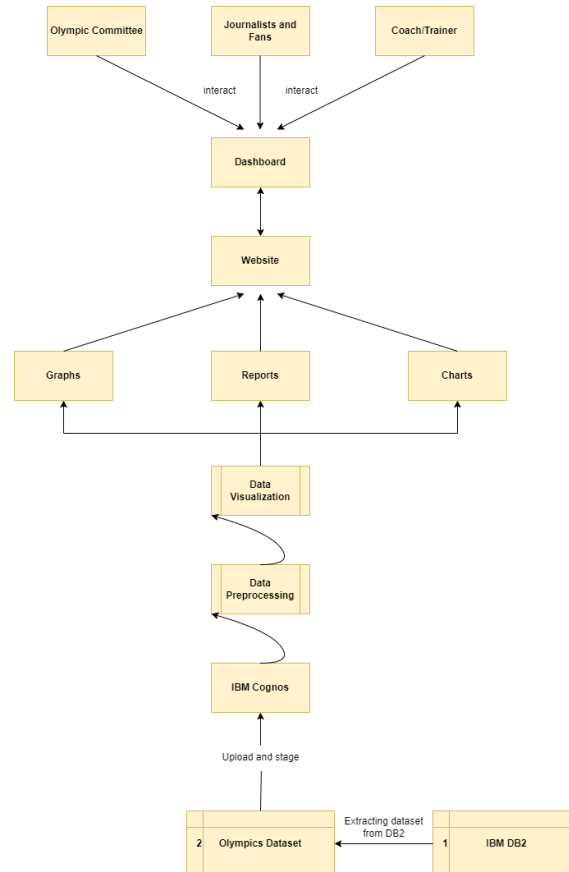 Olympic Committee
Journalists and
Fans
Coach/Trainer
interact
interact
Dashboard
Website
Graphs
Reports
Charts
Data
Visualization
Data
Preprocessing
IBM Cognos
Upload and stage
Extracting dataset
from DB2
2
Olympics Dataset
1
IBM DB2